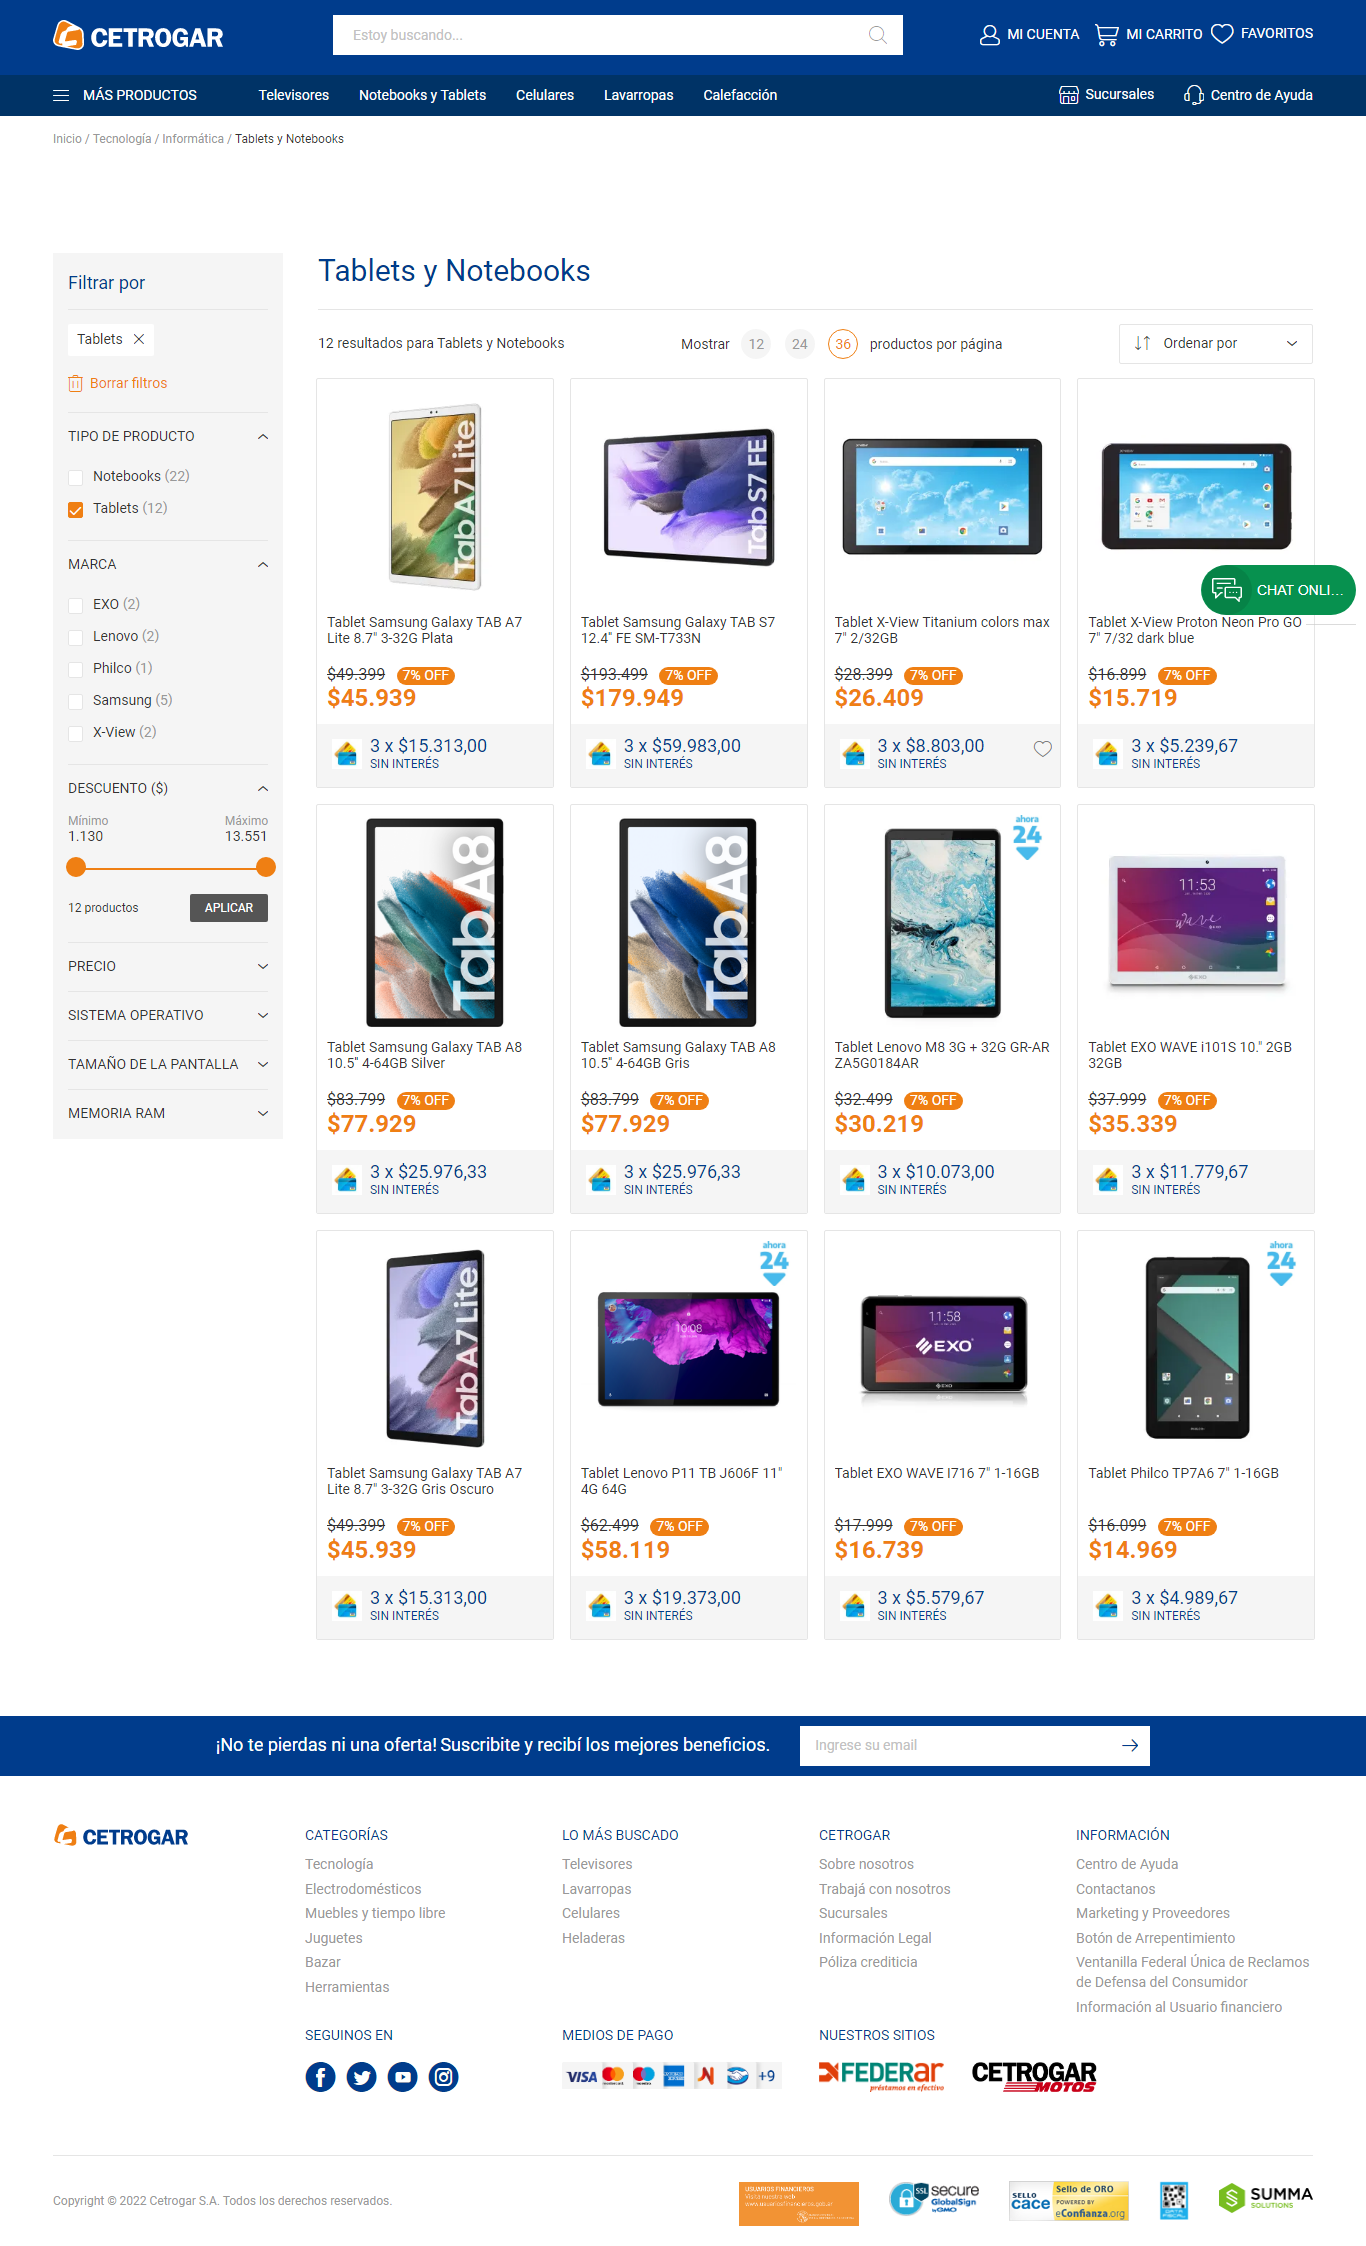 CETROGAR
Estoy buscando...
MI CUENTA
MI CARRITO
FAVORITOS
MÁS PRODUCTOS
Televisores
Notebooks y Tablets
Celulares
Lavarropas
Calefacción
Sucursales
Centro de Ayuda
Inicio / Tecnología / Informática / Tablets y Notebooks
Filtrar por
Tablets
Borrar filtros
TIPO DE PRODUCTO
Notebooks (22)
Tablets (12)
MARCA
EXO (2)
Lenovo (2)
Philco (1)
Samsung (5)
X-View (2)
DESCUENTO ($)
Mínimo
Máximo
1.130
13.551
12 productos
APLICAR
PRECIO
SISTEMA OPERATIVO
TAMAÑO DE LA PANTALLA
MEMORIA RAM
Tablets y Notebooks
12 resultados para Tablets y Notebooks
Mostrar 12 24 36 productos por página
Ordenar por
Tab A7 Lite
Tablet Samsung Galaxy TAB A7
Lite 8.7" 3-32G Plata
$49.399 7% OFF
$45.939
3 x $15.313,00
SIN INTERÉS
Tab S7 FE
Tablet Samsung Galaxy TAB S7
12.4" FE SM-T733N
$193.499 7% OFF
$179.949
3 x $59.983,00
SIN INTERÉS
Tablet X-View Titanium colors max
7" 2/32GB
$28.399 7% OFF
$26.409
3 x $8.803,00
SIN INTERÉS
Tablet X-View Proton Neon Pro GO
7" 7/32 dark blue
$16.899 7% OFF
$15.719
3 x $5.239,67
SIN INTERÉS
CHAT ONLI...
Tab A8
Tablet Samsung Galaxy TAB A8
10.5" 4-64GB Silver
$83.799 7% OFF
$77.929
3 x $25.976,33
SIN INTERÉS
Tab A8
Tablet Samsung Galaxy TAB A8
10.5" 4-64GB Gris
$83.799 7% OFF
$77.929
3 x $25.976,33
SIN INTERÉS
ahora
24
Tablet Lenovo M8 3G + 32G GR-AR
ZA5G0184AR
$32.499 7% OFF
$30.219
3 x $10.073,00
SIN INTERÉS
11:53
wave
EXO
Tablet EXO WAVE i101S 10." 2GB
32GB
$37.999 7% OFF
$35.339
3 x $11.779,67
SIN INTERÉS
Tab A7 Lite
Tablet Samsung Galaxy TAB A7
Lite 8.7" 3-32G Gris Oscuro
$49.399 7% OFF
$45.939
3 x $15.313,00
SIN INTERÉS
ahora
24
10:08
Tablet Lenovo P11 TB J606F 11"
4G 64G
$62.499 7% OFF
$58.119
3 x $19.373,00
SIN INTERÉS
11:58
EXO
EXO
Tablet EXO WAVE I716 7" 1-16GB
$17.999 7% OFF
$16.739
3 x $5.579,67
SIN INTERÉS
ahora
24
Tablet Philco TP7A6 7" 1-16GB
$16.099 7% OFF
$14.969
3 x $4.989,67
SIN INTERÉS
¡No te pierdas ni una oferta! Suscribite y recibí los mejores beneficios.
Ingrese su email
CETROGAR
CATEGORÍAS
Tecnología
Electrodomésticos
Muebles y tiempo libre
Juguetes
Bazar
Herramientas
LO MÁS BUSCADO
Televisores
Lavarropas
Celulares
Heladeras
CETROGAR
Sobre nosotros
Trabajá con nosotros
Sucursales
Información Legal
Póliza crediticia
INFORMACIÓN
Centro de Ayuda
Contactanos
Marketing y Proveedores
Botón de Arrepentimiento
Ventanilla Federal Única de Reclamos
de Defensa del Consumidor
Información al Usuario financiero
SEGUINOS EN
MEDIOS DE PAGO
VISA
+9
NUESTROS SITIOS
FEDERar
préstamos en efectivo
CETROGAR
MOTOS
Copyright © 2022 Cetrogar S.A. Todos los derechos reservados.
USUARIOS FINANCIEROS
Visita nuestra web
www.usuariosfinancieros.gob.ar
SSL
secure
GlobalSign
by GMO
SELLO
cace
Sello de ORO
POWERED BY
eConfianza.org
DATA
FISCAL
SUMMA
SOLUTIONS